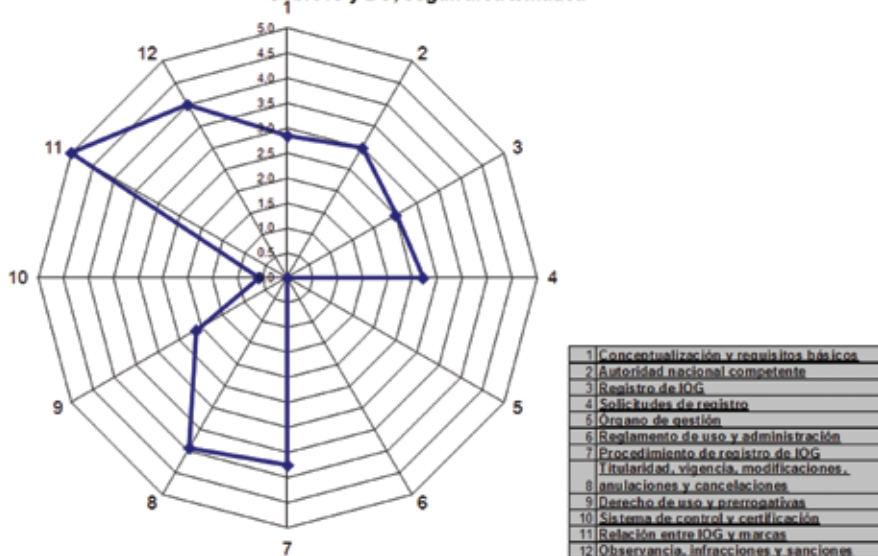 1
5.0
4.5
4.0
3.5
3.0
2.5
2.0
1.5
1.0
0.5
0
2
3
4
5
6
7
8
9
10
11
12
1 Conceptualización y requisitos básicos
2 Autoridad nacional competente
3 Registro de IOG
4 Solicitudes de registro
5 Órgano de gestión
6 Reglamento de uso y administración
7 Procedimiento de registro de IOG
Titularidad, vigencia, modificaciones,
8 anulaciones y cancelaciones
9 Derecho de uso y prerrogativas
10 Sistema de control y certificación
11 Relación entre IOG y marcas
12 Observancia, infracciones y sanciones